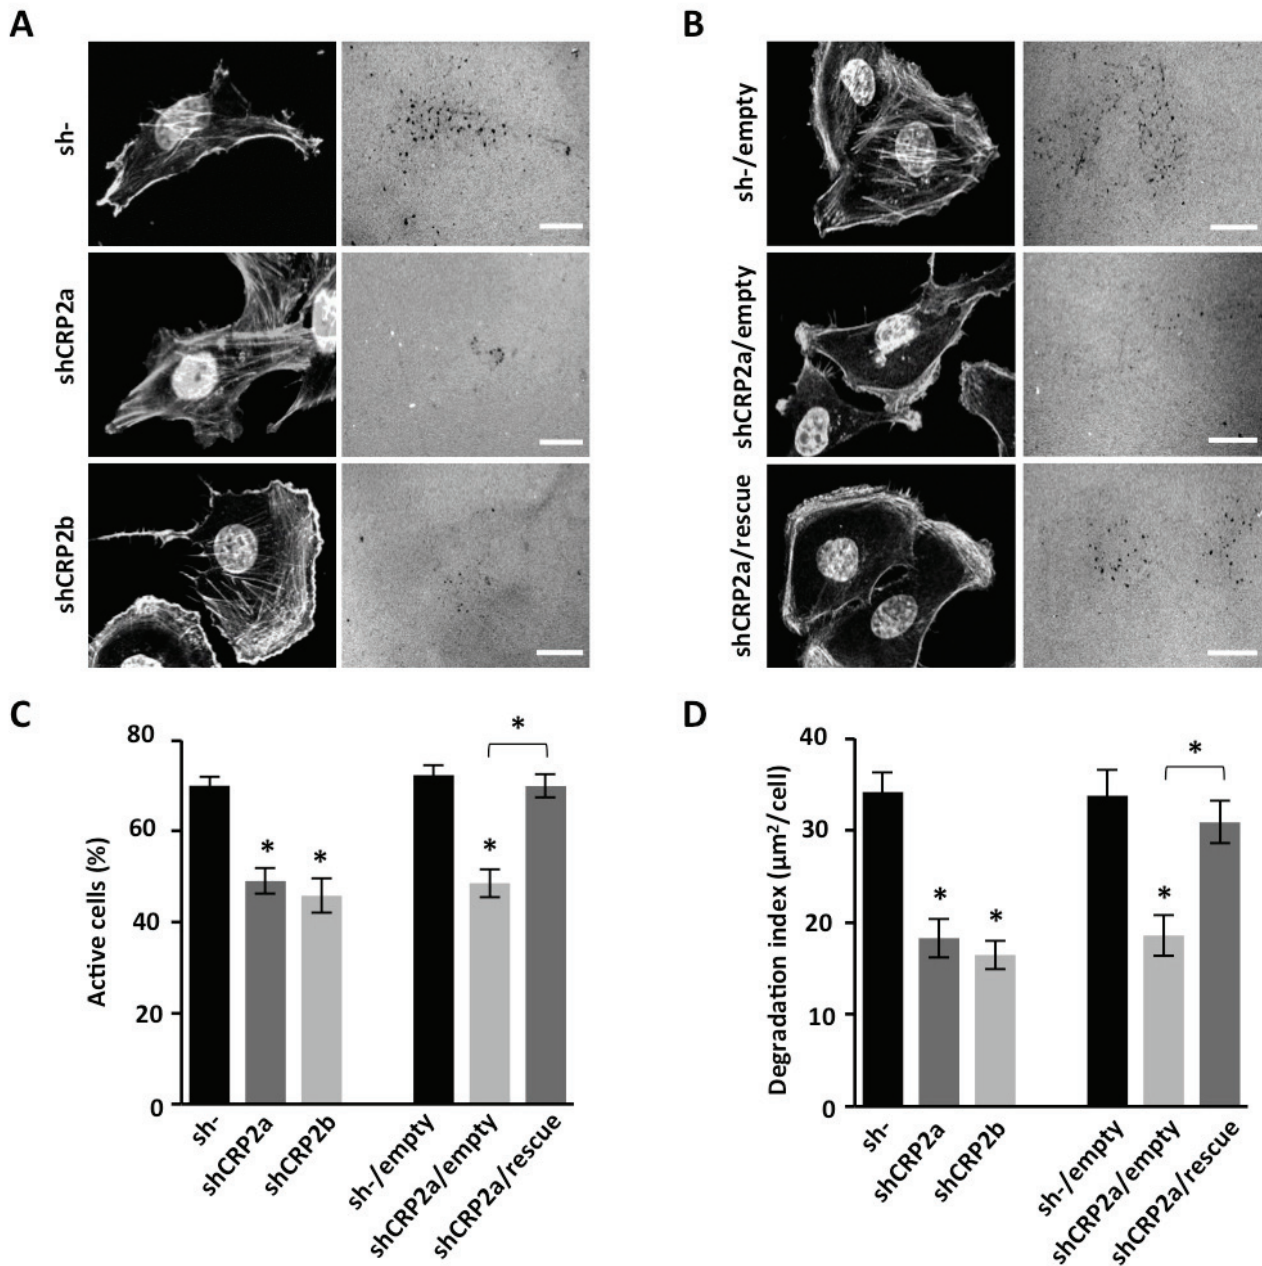 A
B
sh-
shCRP2a
shCRP2b
sh-/empty
shCRP2a/empty
shCRP2a/rescue
C
Active cells (%)
80
60
40
20
0
*
*
*
*
sh-
shCRP2a
shCRP2b
sh-/empty
shCRP2a/empty
shCRP2a/rescue
D
Degradation index (µm²/cell)
40
30
20
10
0
*
*
*
*
sh-
shCRP2a
shCRP2b
sh-/empty
shCRP2a/empty
shCRP2a/rescue